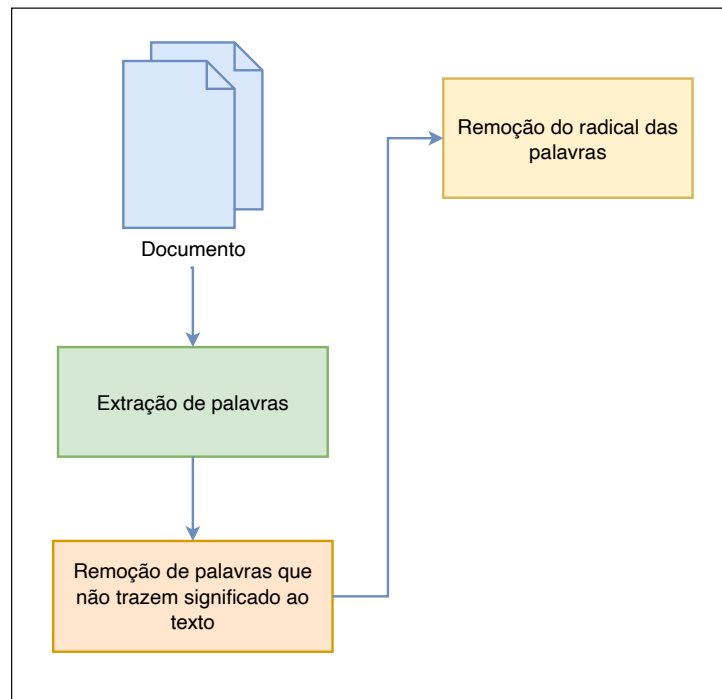 Documento
Extração de palavras
Remoção de palavras que
não trazem significado ao
texto
Remoção do radical das
palavras